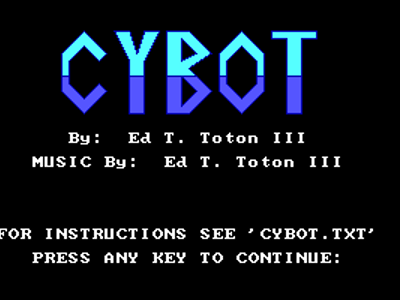 CYBOT
By: Ed T. Toton III
MUSIC By: Ed T. Toton III
FOR INSTRUCTIONS SEE 'CYBOT.TXT'
PRESS ANY KEY TO CONTINUE: